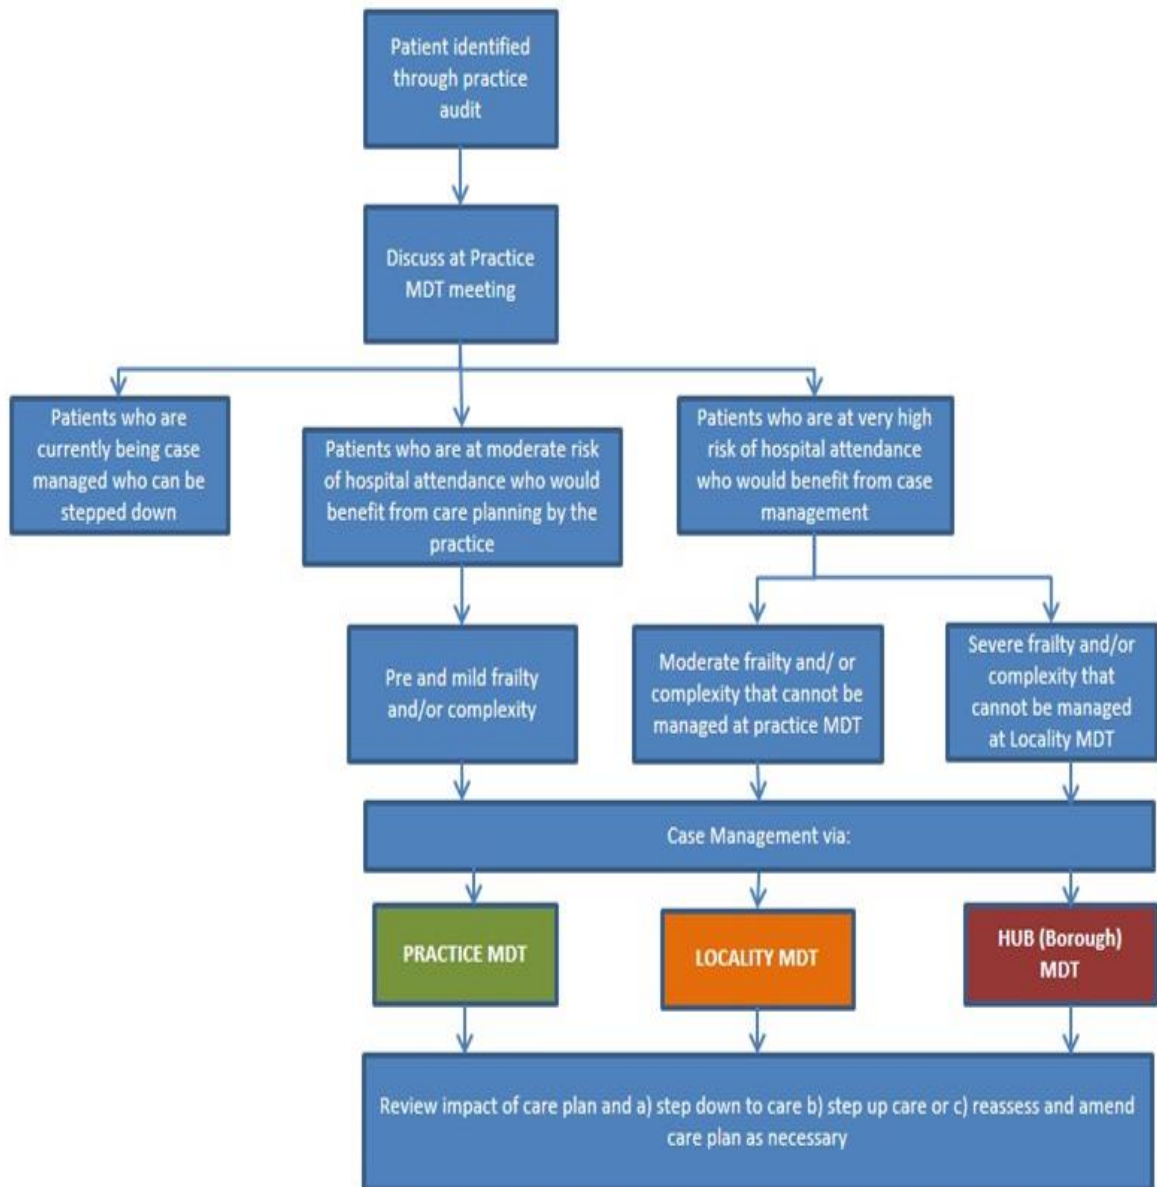 Patient identified
through practice
audit
Discuss at Practice
MDT meeting
Patients who are
currently being case
managed who can be
stepped down
Patients who are at moderate risk
of hospital attendance who would
benefit from care planning by the
practice
Patients who are at very high
risk of hospital attendance
who would benefit from case
management
Pre and mild frailty
and/or complexity
Moderate frailty and/ or
complexity that cannot be
managed at practice MDT
Severe frailty and/or
complexity that
cannot be managed
at Locality MDT
Case Management via:
PRACTICE MDT
LOCALITY MDT
HUB (Borough)
MDT
Review impact of care plan and a) step down to care b) step up care or c) reassess and amend
care plan as necessary